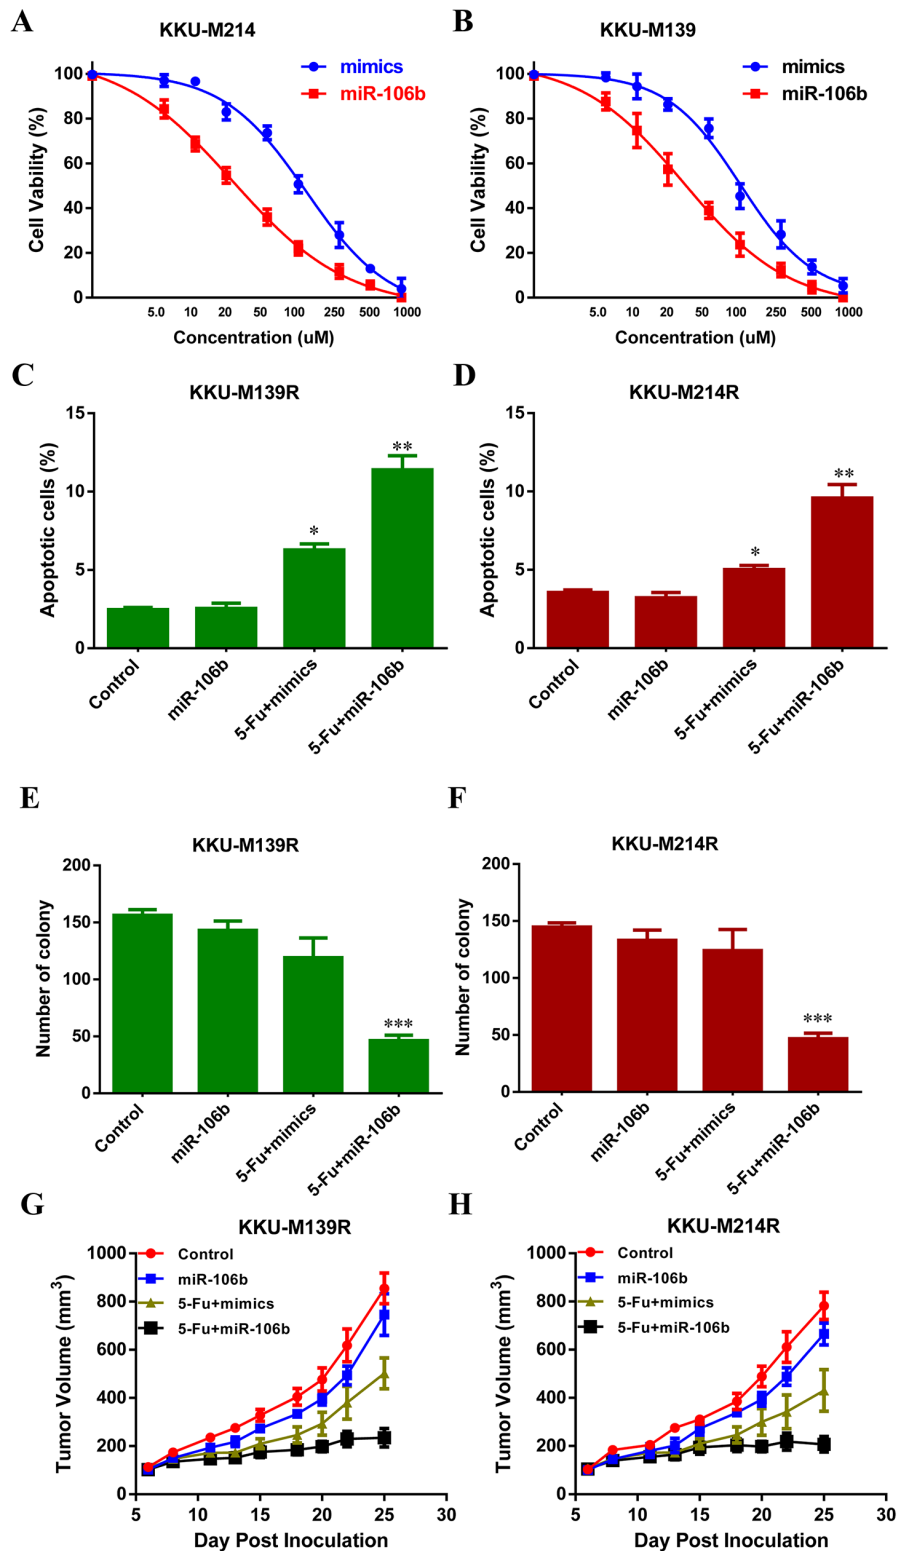 A
KKU-M214
mimics
miR-106b
100
80
60
40
20
0
Cell Vability (%)
5.0 10 20 50 100 250 500 1000
Concentration (uM)
B
KKU-M139
mimics
miR-106b
100
80
60
40
20
0
Cell Vability (%)
5.0 10 20 50 100 250 500 1000
Concentration (uM)
C
KKU-M139R
15
10
5
0
Apoptotic cells (%)
*
**
Control
miR-106b
5-Fu+mimics
5-Fu+miR-106b
D
KKU-M214R
15
10
5
0
Apoptotic cells (%)
*
**
Control
miR-106b
5-Fu+mimics
5-Fu+miR-106b
E
KKU-M139R
200
150
100
50
0
Number of colony
***
Control
miR-106b
5-Fu+mimics
5-Fu+miR-106b
F
KKU-M214R
200
150
100
50
0
Number of colony
***
Control
miR-106b
5-Fu+mimics
5-Fu+miR-106b
G
KKU-M139R
Control
miR-106b
5-Fu+mimics
5-Fu+miR-106b
1000
800
600
400
200
0
Tumor Volume (mm³)
5 10 15 20 25 30
Day Post Inoculation
H
KKU-M214R
Control
miR-106b
5-Fu+mimics
5-Fu+miR-106b
1000
800
600
400
200
0
Tumor Volume (mm³)
5 10 15 20 25 30
Day Post Inoculation